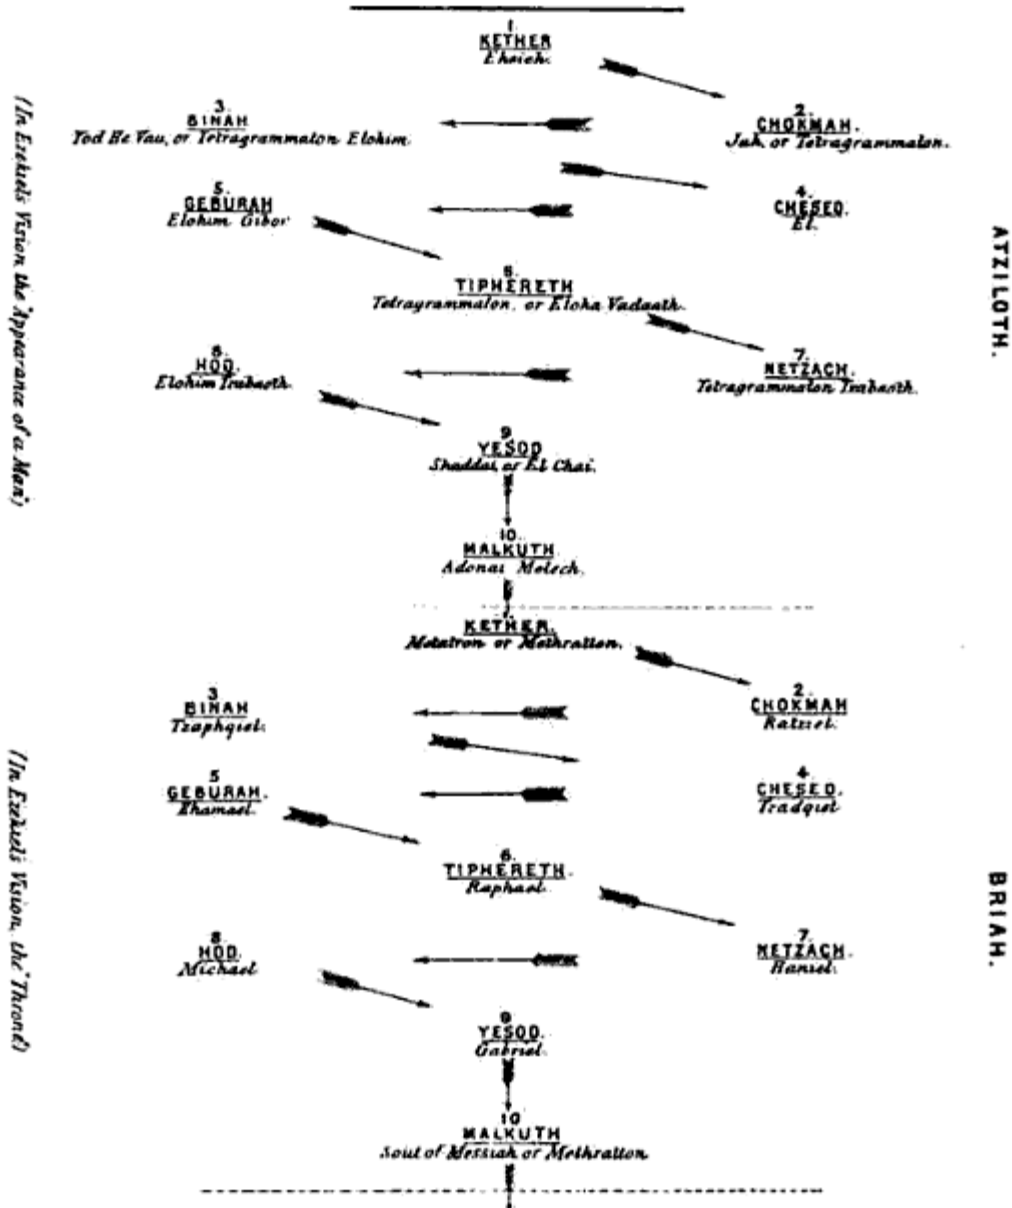 1.
KETHER
Eheieh.
2.
CHOKMAH.
Jah, or Tetragrammaton.
3.
BINAH
Yod He Vau, or Tetragrammaton Elohim.
4.
CHESED.
El.
5.
GEBURAH
Elohim Gibor
6.
TIPHERETH
Tetragrammaton, or Eloha Vadaath.
7.
NETZACH.
Tetragrammaton Tzabaoth.
8.
HOD.
Elohim Tzabaoth.
9
YESOD
Shaddai, or El Chai.
10.
MALKUTH
Adonai Melech.
ATZILOTH.
(In Ezekiel's Vision the "Appearance of a Man")
1.
KETHER.
Metatron or Methratton.
2.
CHOKMAH
Ratziel.
3
BINAH
Tzaphqiel.
4
CHESED.
Tzadqiel
5
GEBURAH.
Khamael.
6.
TIPHERETH.
Raphael.
7.
NETZACH.
Haniel.
8
HOD.
Michael
9
YESOD.
Gabriel.
10
MALKUTH
Soul of Messiah or Methratton
BRIAH.
(In Ezekiel's Vision, the "Throne")